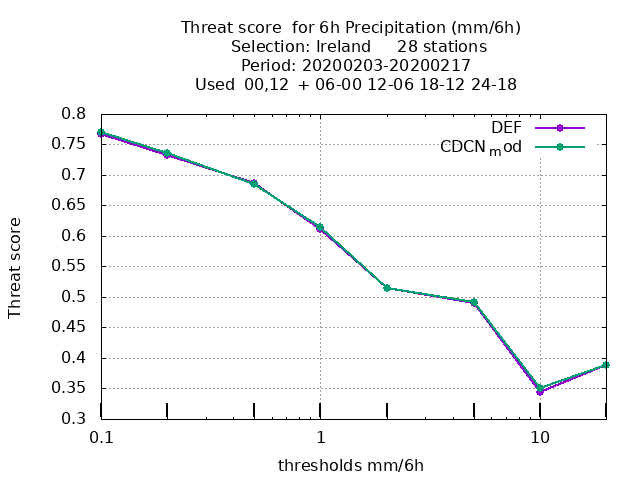 Threat score  for 6h Precipitation (mm/6h)
Selection: Ireland     28 stations
Period: 20200203-20200217
Used  00,12  + 06-00 12-06 18-12 24-18
DEF
CDCNmod
0.8
0.75
0.7
0.65
0.6
0.55
0.5
0.45
0.4
0.35
0.3
Threat score
0.1 1 10
thresholds mm/6h